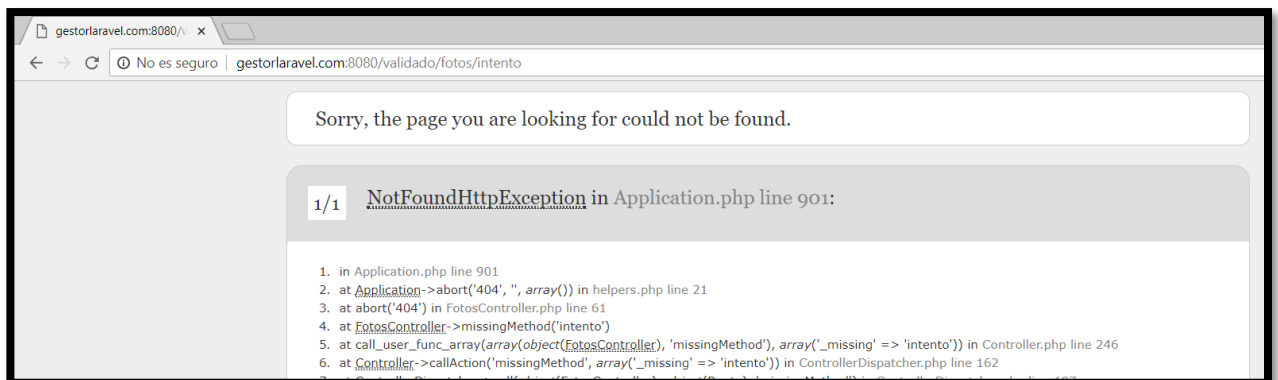 gestorlaravel.com:8080/v
No es seguro | gestorlaravel.com:8080/validado/fotos/intento
Sorry, the page you are looking for could not be found.
1/1 NotFoundHttpException in Application.php line 901:
1. in Application.php line 901
2. at Application->abort('404', '', array()) in helpers.php line 21
3. at abort('404') in FotosController.php line 61
4. at FotosController->missingMethod('intento')
5. at call_user_func_array(array(object(FotosController), 'missingMethod'), array('_missing' => 'intento')) in Controller.php line 246
6. at Controller->callAction('missingMethod', array('_missing' => 'intento')) in ControllerDispatcher.php line 162